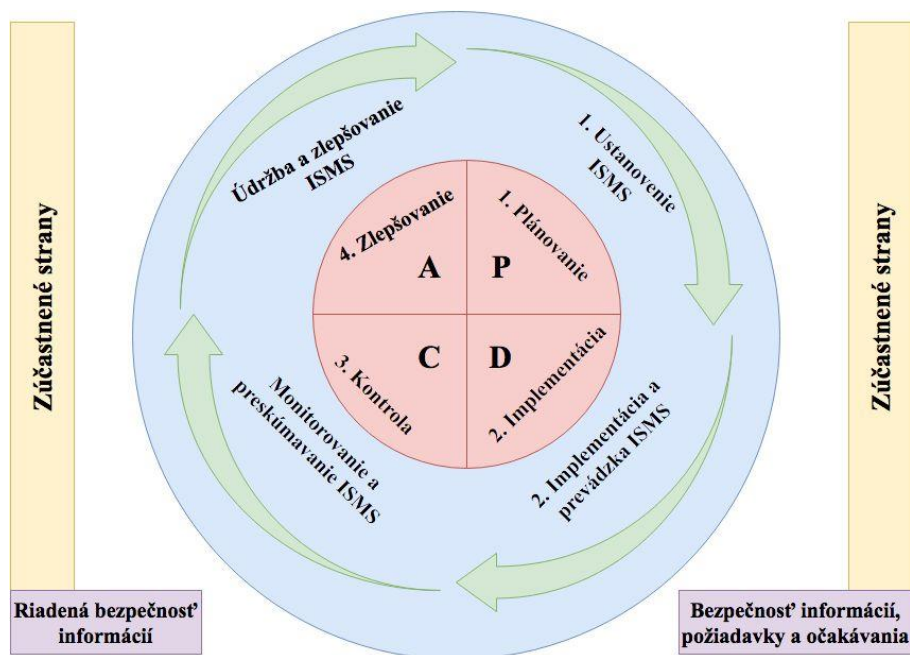 Zúčastnené strany
Údržba a zlepšovanie
ISMS
1. Ustanovenie
ISMS
4. Zlepšovanie
1. Plánovanie
A
P
C
D
3. Kontrola
2. Implementácia
Monitorovanie a
preskúmavanie ISMS
2. Implementácia a
prevádzka ISMS
Zúčastnené strany
Riadená bezpečnosť
informácií
Bezpečnosť informácií,
požiadavky a očakávania